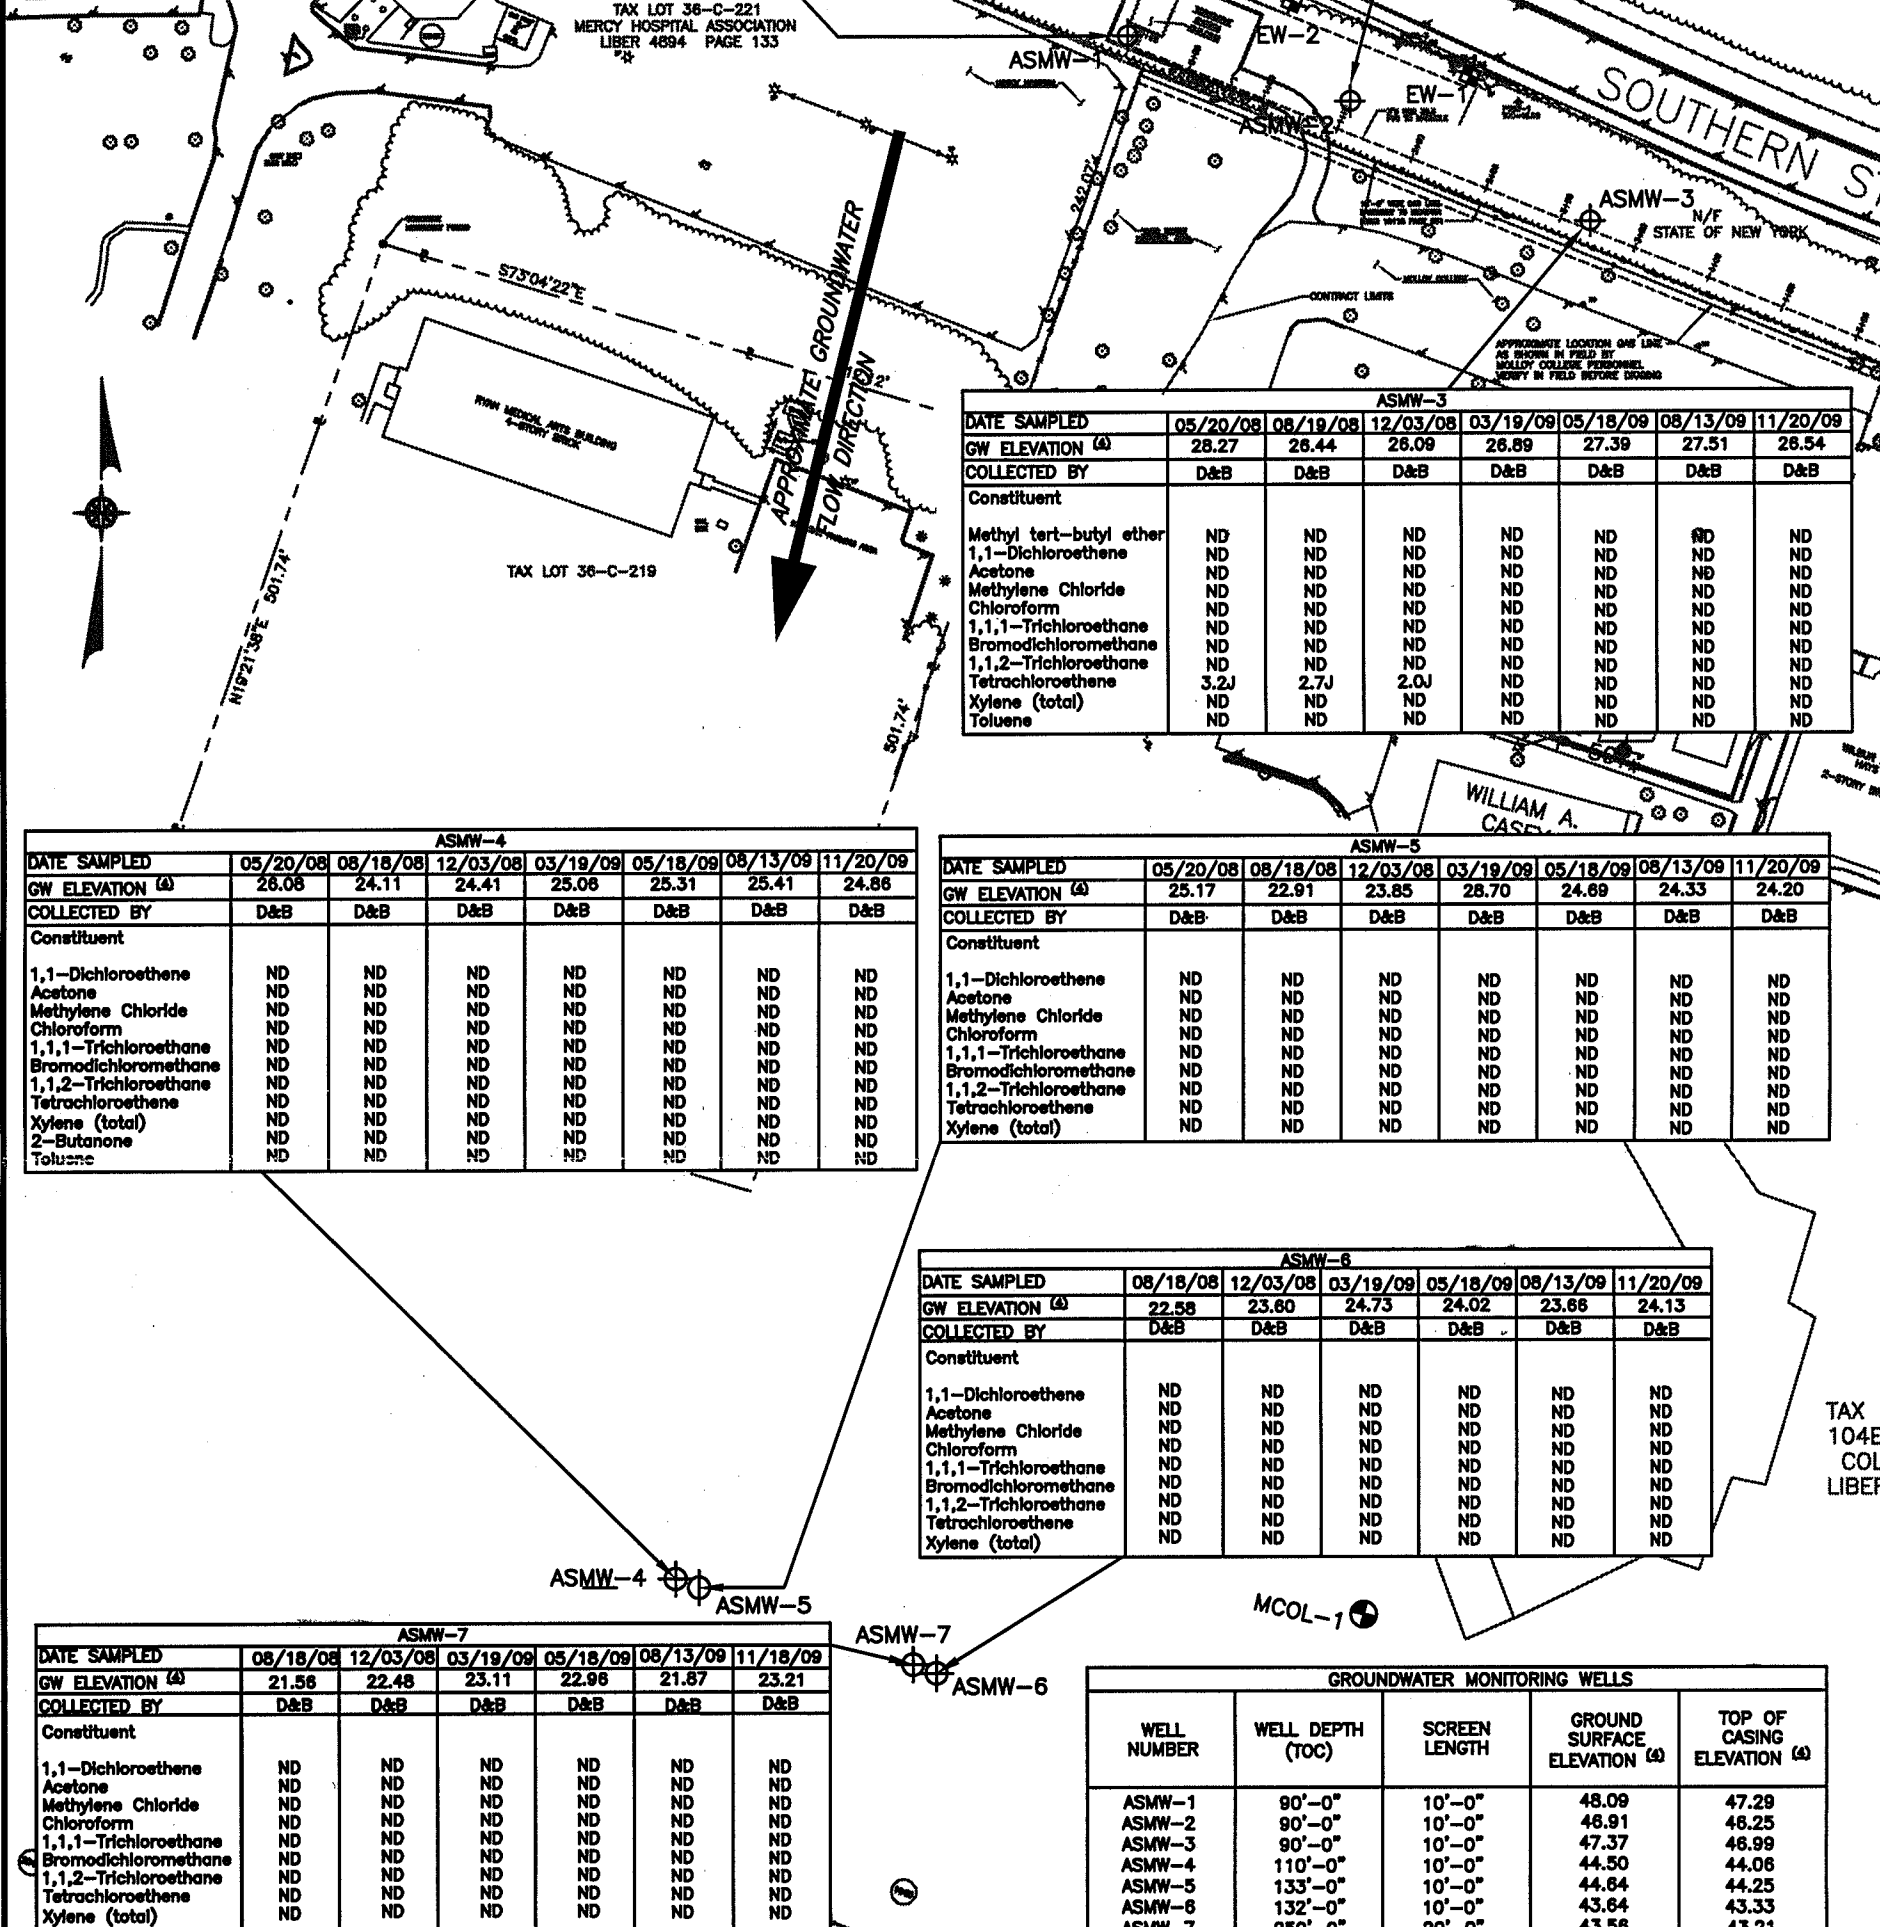 TAX LOT 36-C-221
MERCY HOSPITAL ASSOCIATION
LIBER 4694 PAGE 133
EW-2
ASMW-1
EW-1
ASMW-2
SOUTHERN
ASMW-3
N/F
STATE OF NEW YORK
242.07'
MOLLOY COLLEGE
CONTRACT LIMITS
S73°04'22"E
APPROXIMATE GROUNDWATER
FLOW DIRECTION
APPROXIMATE LOCATION GAS LINE
AS SHOWN IN FIELD BY
MOLLOY COLLEGE PERSONNEL
VERIFY IN FIELD BEFORE DIGGING
RYAN MEDICAL ARTS BUILDING
4-STORY BRICK
TAX LOT 36-C-219
N19°21'38"E 501.74'
501.74'
ASMW-3
DATE SAMPLED 05/20/08 08/19/08 12/03/08 03/19/09 05/18/09 08/13/09 11/20/09
GW ELEVATION (4) 28.27 26.44 26.09 26.89 27.39 27.51 26.54
COLLECTED BY D&B D&B D&B D&B D&B D&B D&B
Constituent
Methyl tert-butyl ether ND ND ND ND ND ND ND
1,1-Dichloroethene ND ND ND ND ND ND ND
Acetone ND ND ND ND ND ND ND
Methylene Chloride ND ND ND ND ND ND ND
Chloroform ND ND ND ND ND ND ND
1,1,1-Trichloroethane ND ND ND ND ND ND ND
Bromodichloromethane ND ND ND ND ND ND ND
1,1,2-Trichloroethane ND ND ND ND ND ND ND
Tetrachloroethene 3.2J 2.7J 2.0J ND ND ND ND
Xylene (total) ND ND ND ND ND ND ND
Toluene ND ND ND ND ND ND ND
WILLIAM A.
CASEY
2-STORY
ASMW-4
DATE SAMPLED 05/20/08 08/18/08 12/03/08 03/19/09 05/18/09 08/13/09 11/20/09
GW ELEVATION (4) 26.08 24.11 24.41 25.06 25.31 25.41 24.86
COLLECTED BY D&B D&B D&B D&B D&B D&B D&B
Constituent
1,1-Dichloroethene ND ND ND ND ND ND ND
Acetone ND ND ND ND ND ND ND
Methylene Chloride ND ND ND ND ND ND ND
Chloroform ND ND ND ND ND ND ND
1,1,1-Trichloroethane ND ND ND ND ND ND ND
Bromodichloromethane ND ND ND ND ND ND ND
1,1,2-Trichloroethane ND ND ND ND ND ND ND
Tetrachloroethene ND ND ND ND ND ND ND
Xylene (total) ND ND ND ND ND ND ND
2-Butanone ND ND ND ND ND ND ND
Toluene ND ND ND ND ND ND ND
ASMW-5
DATE SAMPLED 05/20/08 08/18/08 12/03/08 03/19/09 05/18/09 08/13/09 11/20/09
GW ELEVATION (4) 25.17 22.91 23.85 28.70 24.69 24.33 24.20
COLLECTED BY D&B D&B D&B D&B D&B D&B D&B
Constituent
1,1-Dichloroethene ND ND ND ND ND ND ND
Acetone ND ND ND ND ND ND ND
Methylene Chloride ND ND ND ND ND ND ND
Chloroform ND ND ND ND ND ND ND
1,1,1-Trichloroethane ND ND ND ND ND ND ND
Bromodichloromethane ND ND ND ND ND ND ND
1,1,2-Trichloroethane ND ND ND ND ND ND ND
Tetrachloroethene ND ND ND ND ND ND ND
Xylene (total) ND ND ND ND ND ND ND
ASMW-6
DATE SAMPLED 08/18/08 12/03/08 03/19/09 05/18/09 08/13/09 11/20/09
GW ELEVATION (4) 22.58 23.60 24.73 24.02 23.66 24.13
COLLECTED BY D&B D&B D&B D&B D&B D&B
Constituent
1,1-Dichloroethene ND ND ND ND ND ND
Acetone ND ND ND ND ND ND
Methylene Chloride ND ND ND ND ND ND
Chloroform ND ND ND ND ND ND
1,1,1-Trichloroethane ND ND ND ND ND ND
Bromodichloromethane ND ND ND ND ND ND
1,1,2-Trichloroethane ND ND ND ND ND ND
Tetrachloroethene ND ND ND ND ND ND
Xylene (total) ND ND ND ND ND ND
TAX
104E
COL
LIBER
ASMW-4
ASMW-5
MCOL-1
ASMW-7
ASMW-6
ASMW-7
DATE SAMPLED 08/18/08 12/03/08 03/19/09 05/18/09 08/13/09 11/18/09
GW ELEVATION (4) 21.56 22.48 23.11 22.96 21.87 23.21
COLLECTED BY D&B D&B D&B D&B D&B D&B
Constituent
1,1-Dichloroethene ND ND ND ND ND ND
Acetone ND ND ND ND ND ND
Methylene Chloride ND ND ND ND ND ND
Chloroform ND ND ND ND ND ND
1,1,1-Trichloroethane ND ND ND ND ND ND
Bromodichloromethane ND ND ND ND ND ND
1,1,2-Trichloroethane ND ND ND ND ND ND
Tetrachloroethene ND ND ND ND ND ND
Xylene (total) ND ND ND ND ND ND
GROUNDWATER MONITORING WELLS
WELL NUMBER WELL DEPTH (TOC) SCREEN LENGTH GROUND SURFACE ELEVATION (4) TOP OF CASING ELEVATION (4)
ASMW-1 90'-0" 10'-0" 48.09 47.29
ASMW-2 90'-0" 10'-0" 46.91 46.25
ASMW-3 90'-0" 10'-0" 47.37 46.99
ASMW-4 110'-0" 10'-0" 44.50 44.06
ASMW-5 133'-0" 10'-0" 44.64 44.25
ASMW-6 132'-0" 10'-0" 43.64 43.33
ASMW-7 43.56 43.21